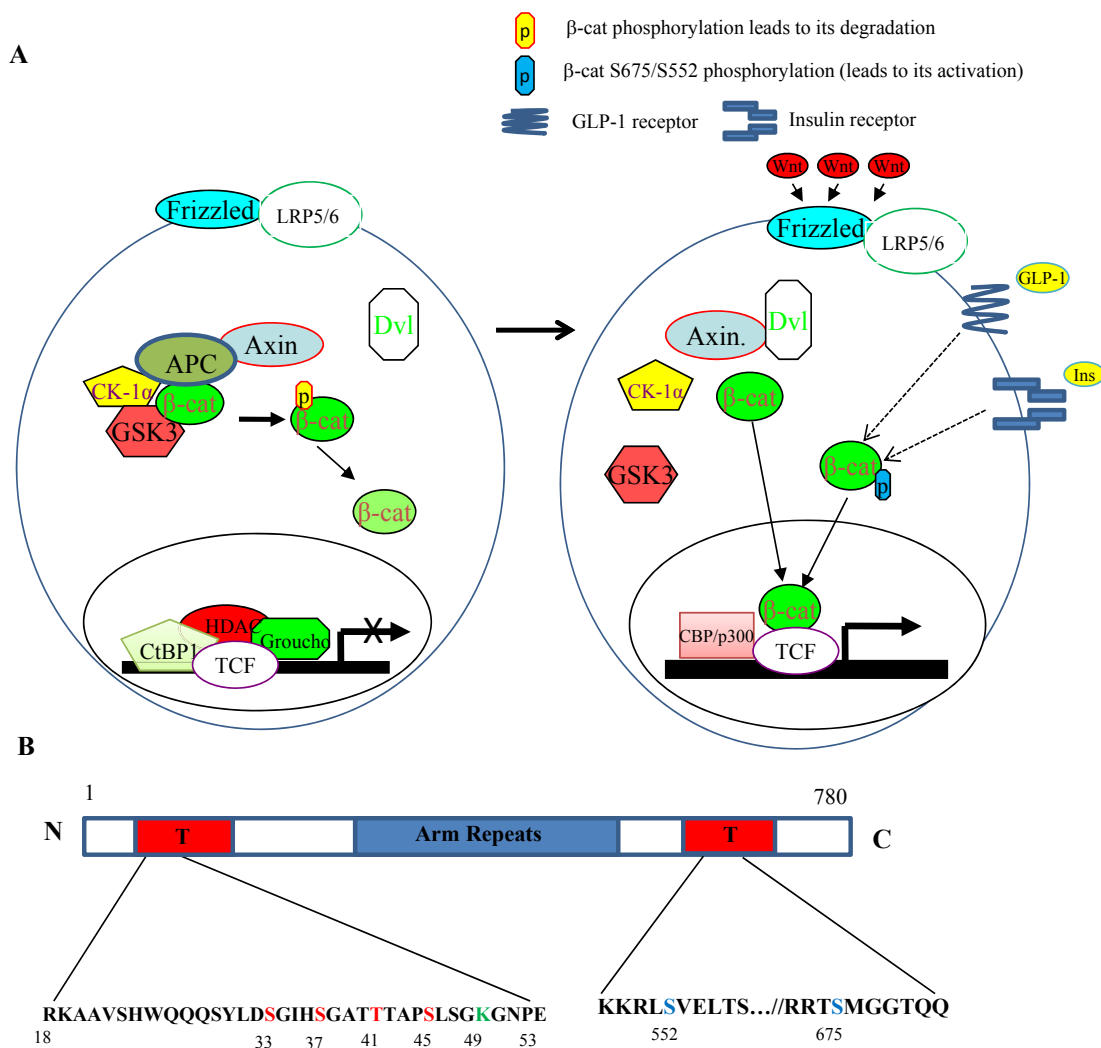 A
p β-cat phosphorylation leads to its degradation
p β-cat S675/S552 phosphorylation (leads to its activation)
GLP-1 receptor Insulin receptor
Wnt Wnt Wnt
Frizzled LRP5/6
Frizzled LRP5/6
GLP-1
Dvl
Axin
APC
CK-1α
β-cat
GSK3
p
β-cat
β-cat
Dvl
Axin.
CK-1α
β-cat
Ins
GSK3
β-cat
p
HDAC
CtBP1
Groucho
TCF
X
β-cat
CBP/p300
TCF
B
1 780
N T Arm Repeats T C
RKAAVSHWQQQSYLDSGIHSGATTTAPSLSGKGNPE
18 33 37 41 45 49 53
KKRLSVELTS...//RRTSMGGTQQ
552 675